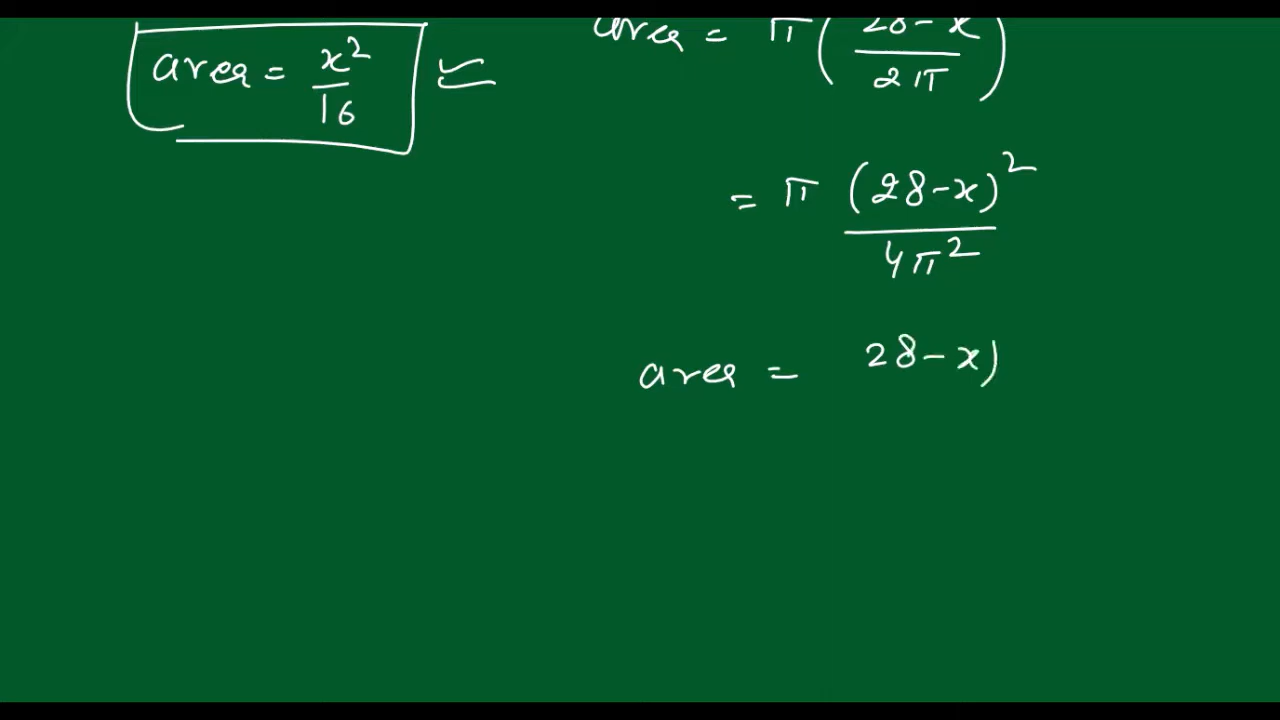 area = x²/16 ✓
area = π (28-x / 2π)
= π (28-x)² / 4π²
area = 28-x)